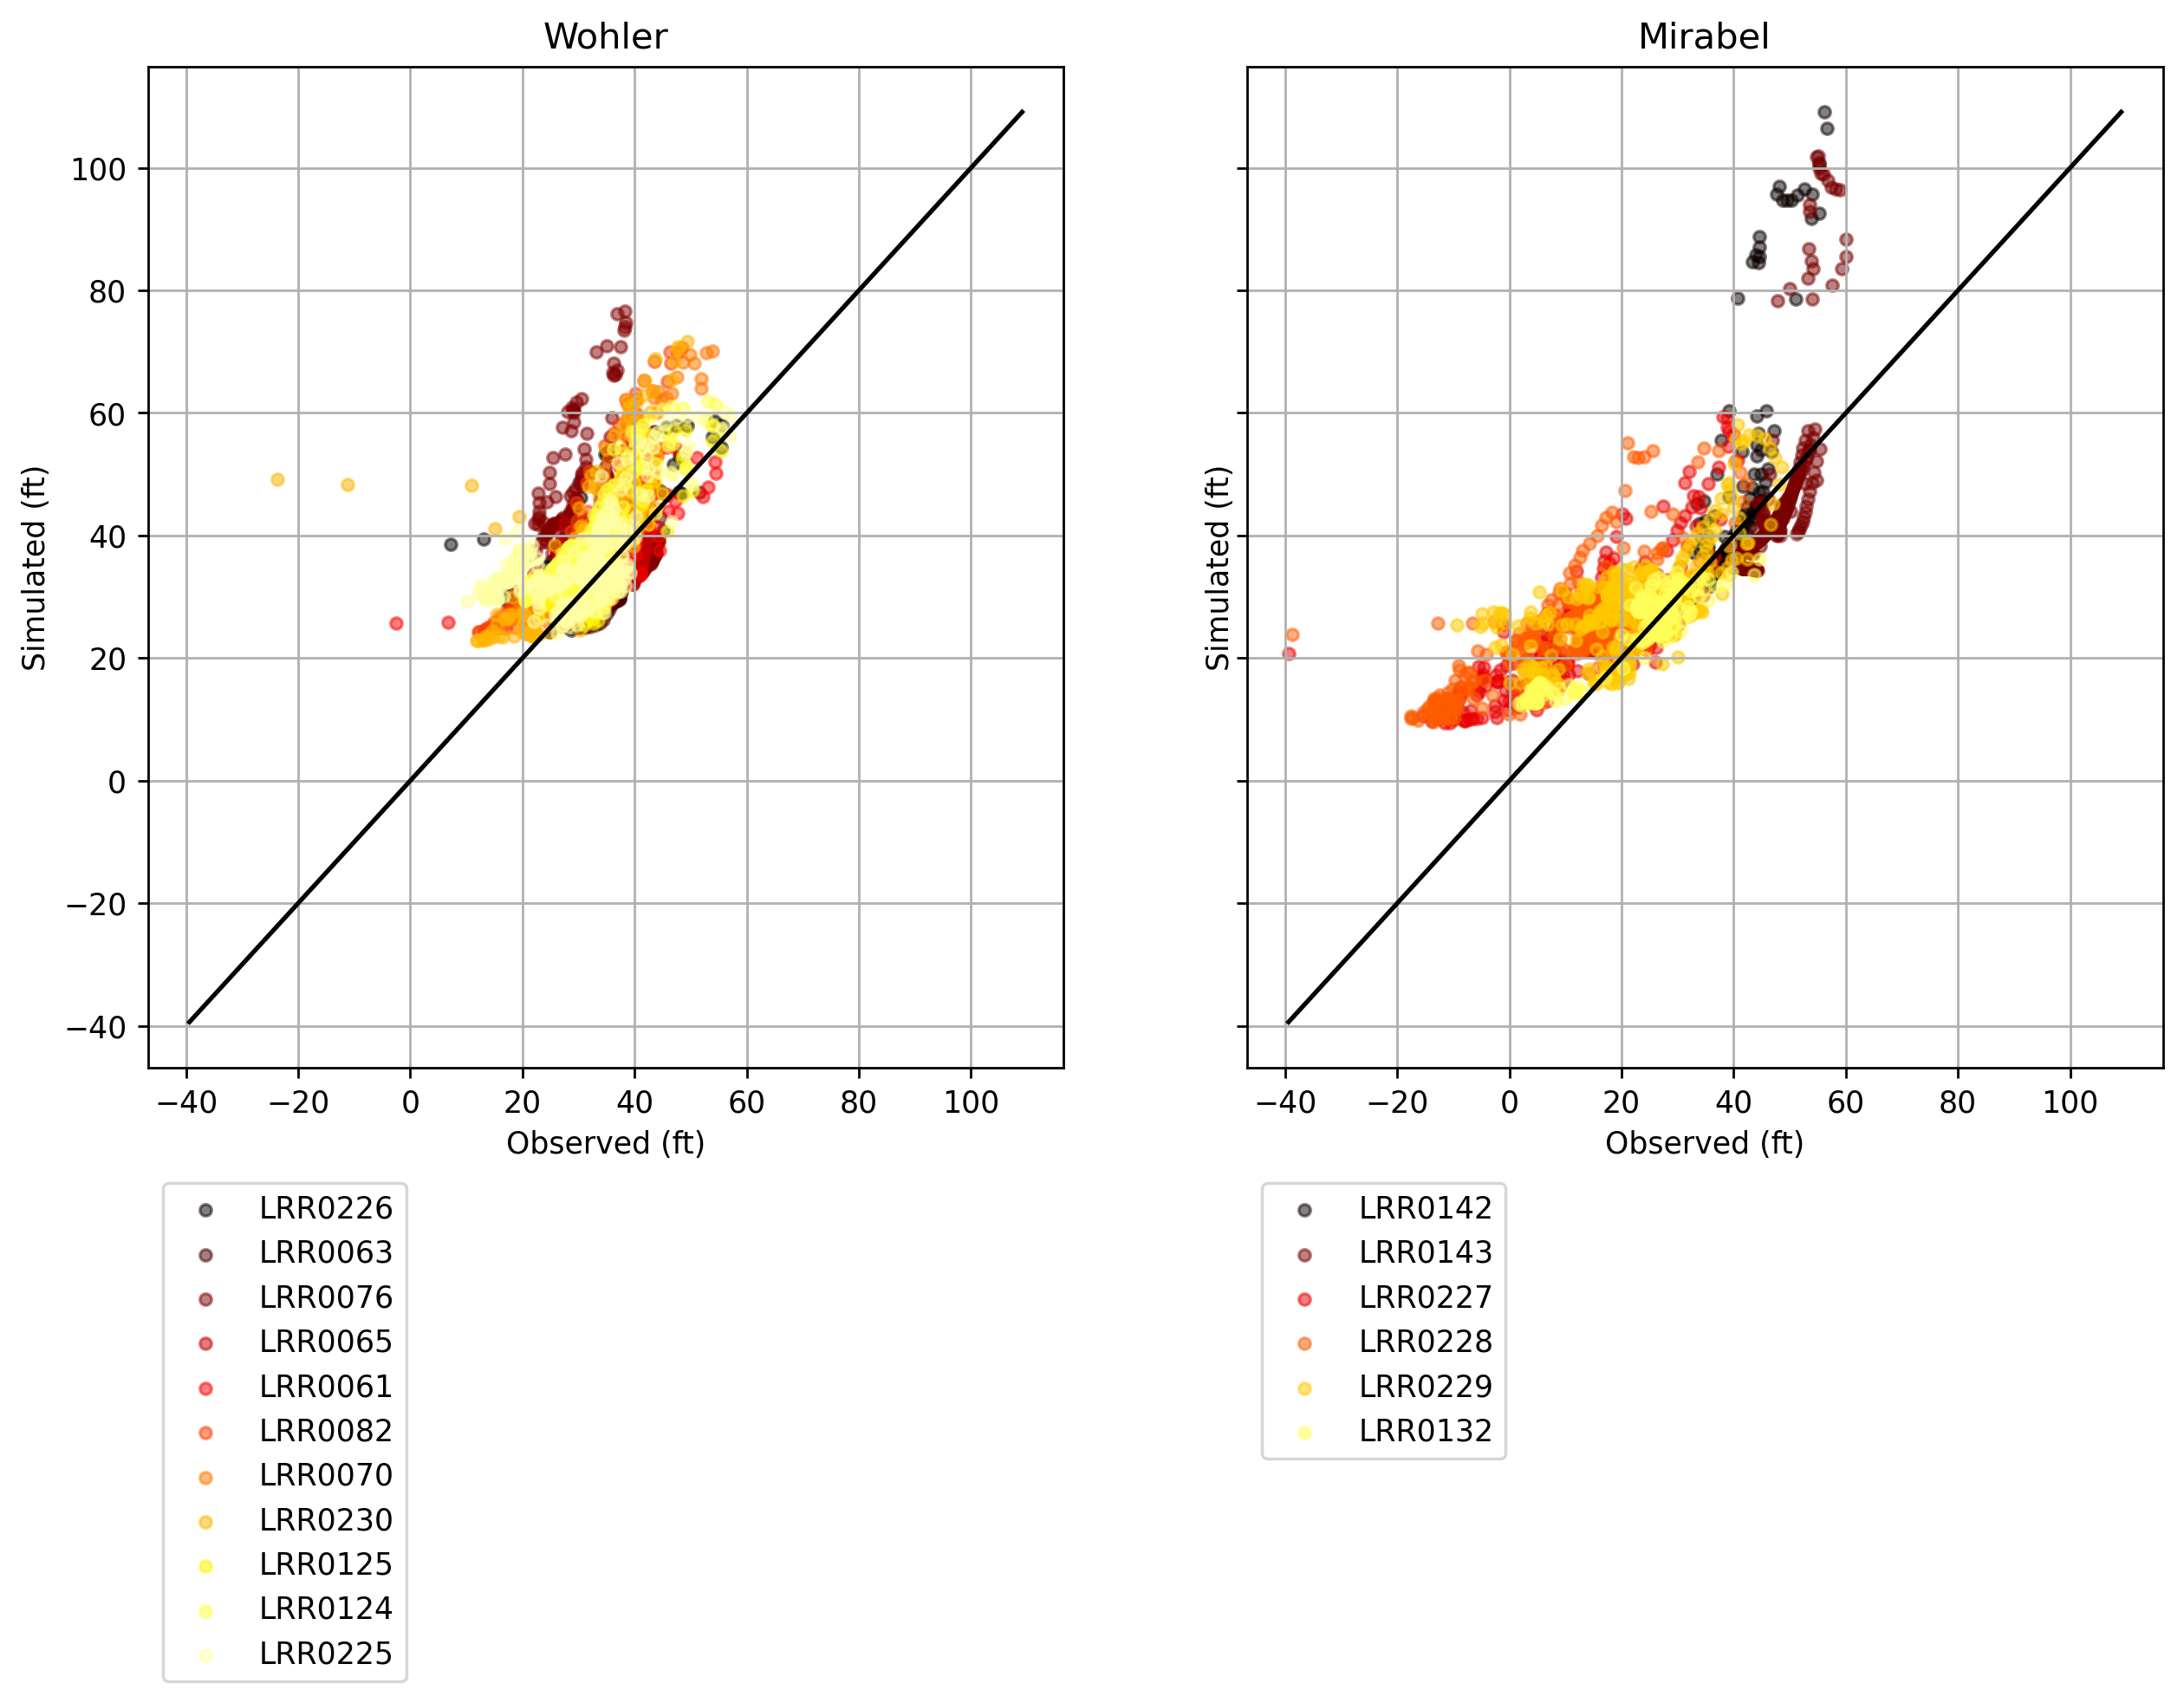 Wohler
100
80
60
40
20
0
−20
−40
Simulated (ft)
−40 −20 0 20 40 60 80 100
Observed (ft)
LRR0226
LRR0063
LRR0076
LRR0065
LRR0061
LRR0082
LRR0070
LRR0230
LRR0125
LRR0124
LRR0225
Mirabel
Simulated (ft)
−40 −20 0 20 40 60 80 100
Observed (ft)
LRR0142
LRR0143
LRR0227
LRR0228
LRR0229
LRR0132